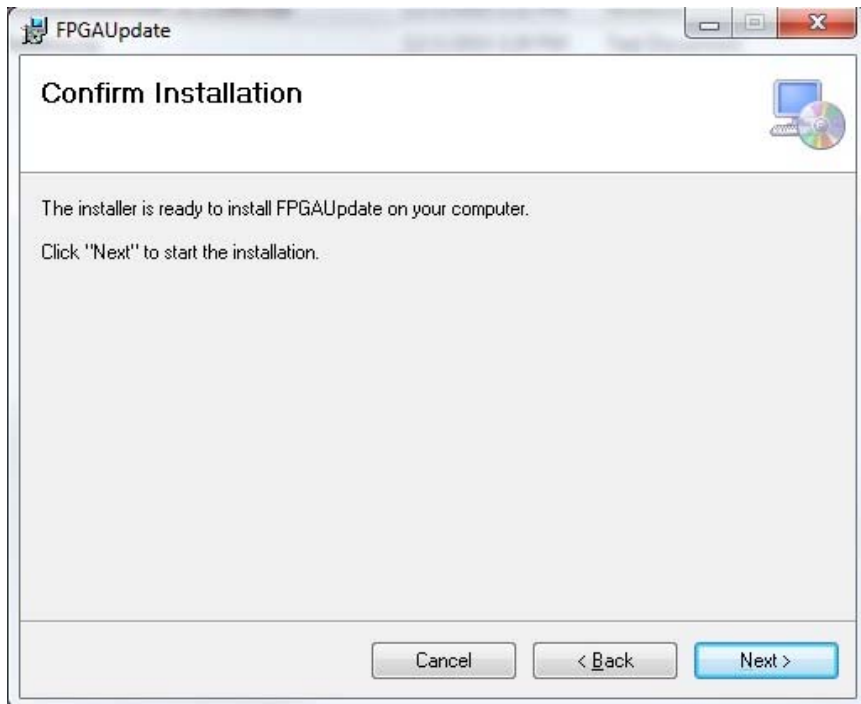 FPGAUpdate
Confirm Installation
The installer is ready to install FPGAUpdate on your computer.
Click "Next" to start the installation.
Cancel
< Back
Next >